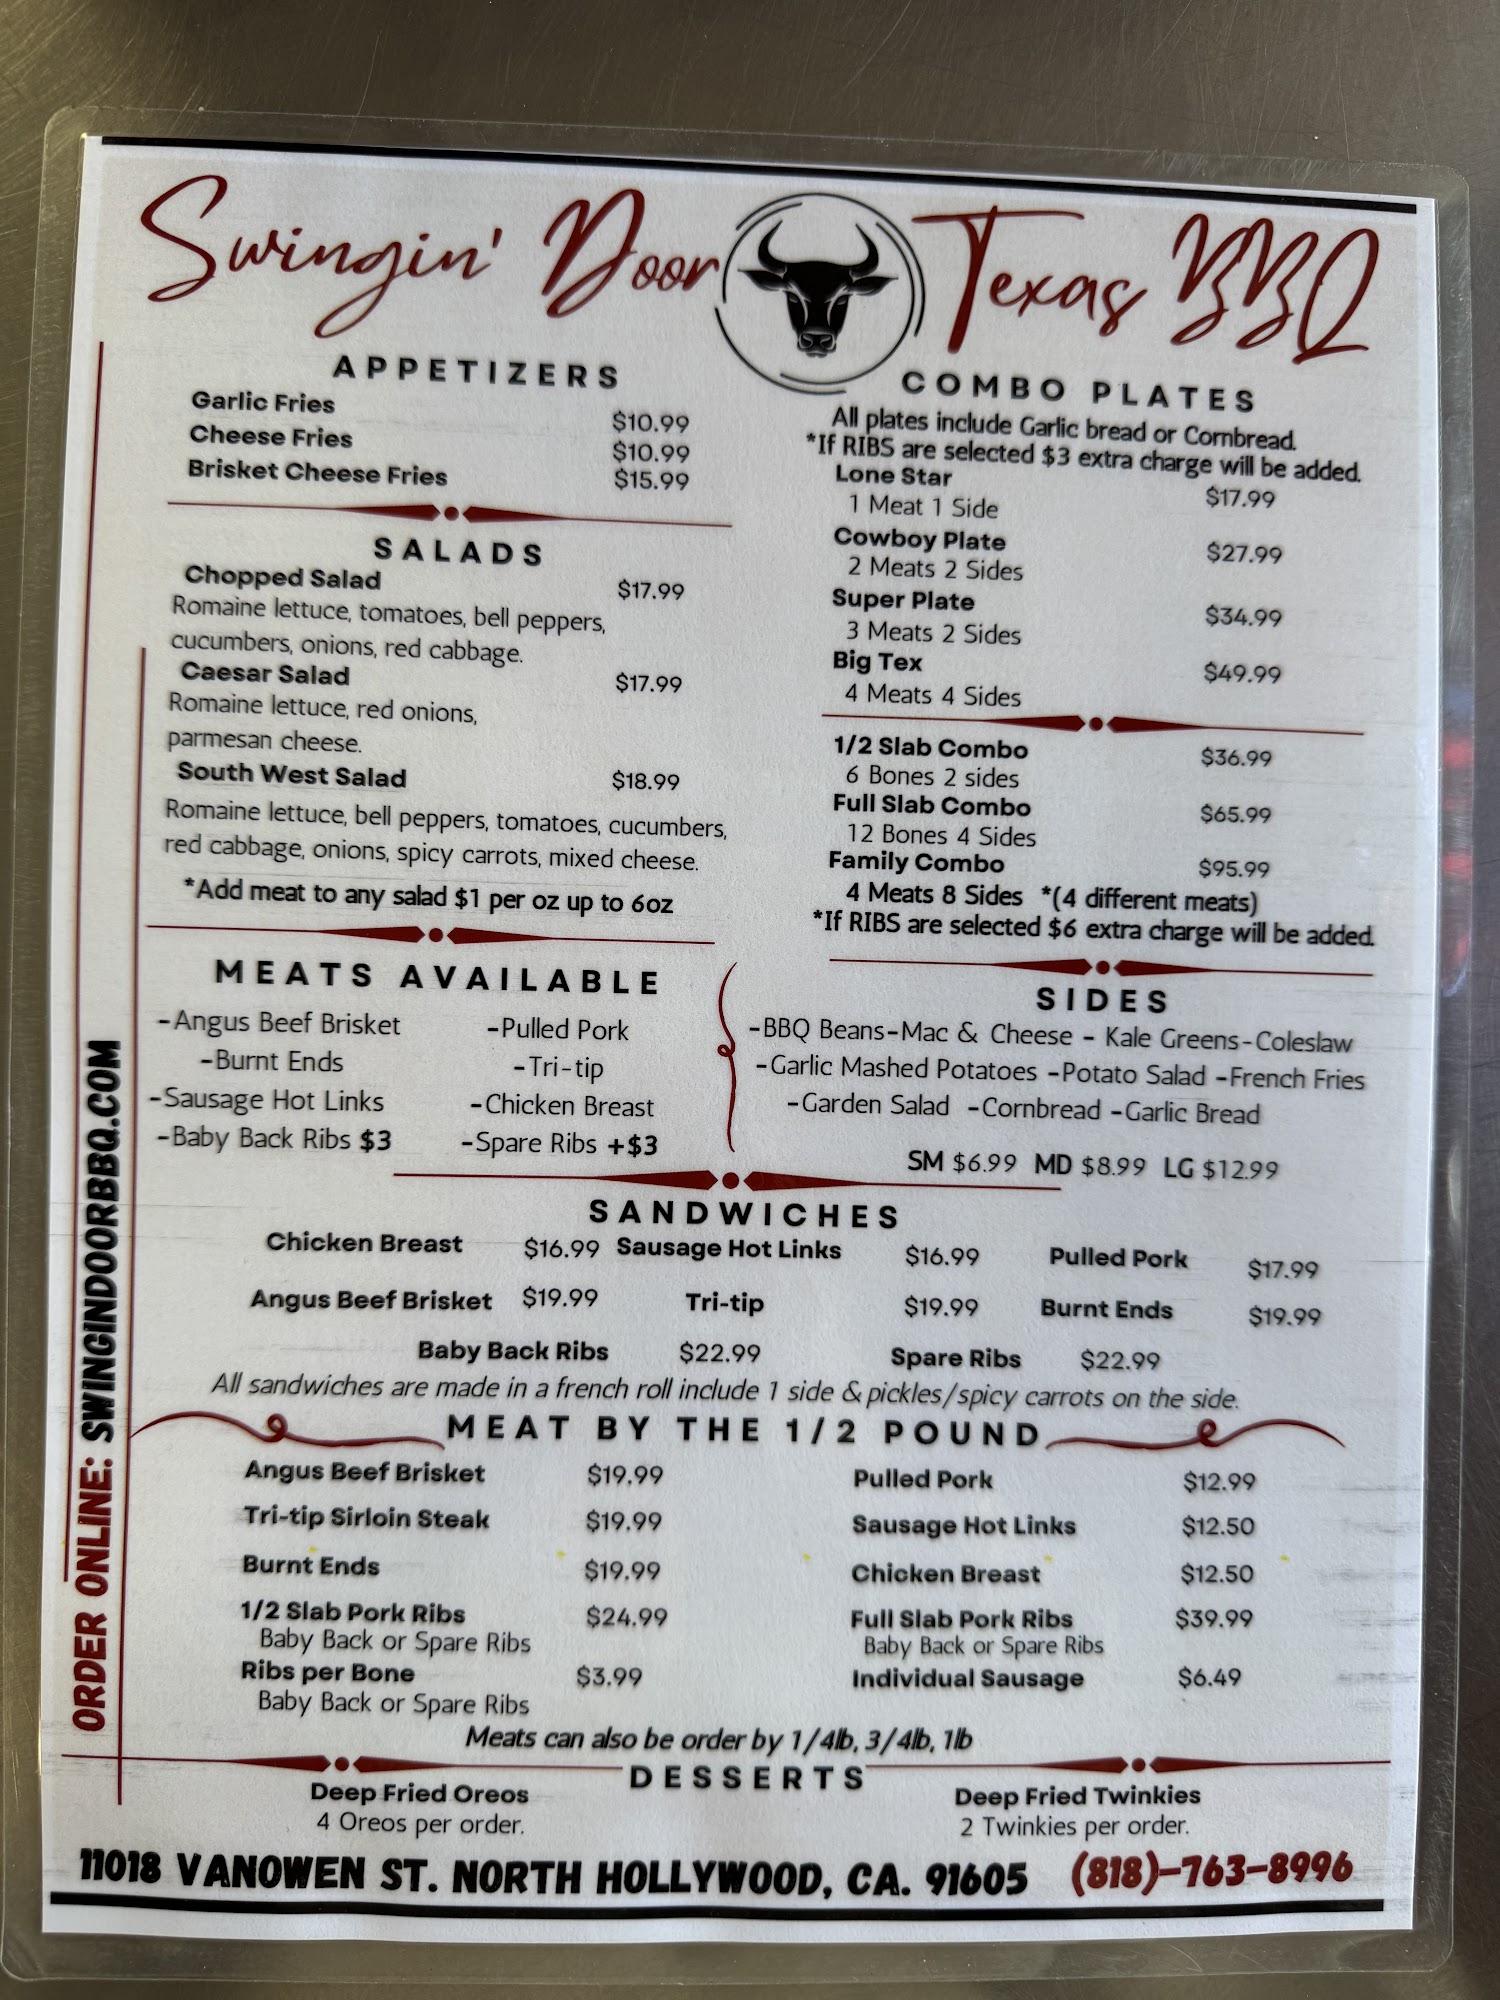 Swingin' Door Texas BBQ
APPETIZERS
Garlic Fries $10.99
Cheese Fries $10.99
Brisket Cheese Fries $15.99
SALADS
Chopped Salad $17.99
Romaine lettuce, tomatoes, bell peppers,
cucumbers, onions, red cabbage.
Caesar Salad $17.99
Romaine lettuce, red onions,
parmesan cheese.
South West Salad $18.99
Romaine lettuce, bell peppers, tomatoes, cucumbers,
red cabbage, onions, spicy carrots, mixed cheese.
*Add meat to any salad $1 per oz up to 6oz
COMBO PLATES
All plates include Garlic bread or Cornbread.
*If RIBS are selected $3 extra charge will be added.
Lone Star $17.99
1 Meat 1 Side
Cowboy Plate $27.99
2 Meats 2 Sides
Super Plate $34.99
3 Meats 2 Sides
Big Tex $49.99
4 Meats 4 Sides
1/2 Slab Combo $36.99
6 Bones 2 sides
Full Slab Combo $65.99
12 Bones 4 Sides
Family Combo $95.99
4 Meats 8 Sides *(4 different meats)
*If RIBS are selected $6 extra charge will be added.
MEATS AVAILABLE
-Angus Beef Brisket -Pulled Pork
-Burnt Ends -Tri-tip
-Sausage Hot Links -Chicken Breast
-Baby Back Ribs $3 -Spare Ribs +$3
SIDES
-BBQ Beans-Mac & Cheese - Kale Greens-Coleslaw
-Garlic Mashed Potatoes -Potato Salad -French Fries
-Garden Salad -Cornbread -Garlic Bread
SM $6.99 MD $8.99 LG $12.99
SANDWICHES
Chicken Breast $16.99 Sausage Hot Links $16.99 Pulled Pork $17.99
Angus Beef Brisket $19.99 Tri-tip $19.99 Burnt Ends $19.99
Baby Back Ribs $22.99 Spare Ribs $22.99
All sandwiches are made in a french roll include 1 side & pickles/spicy carrots on the side.
MEAT BY THE 1/2 POUND
Angus Beef Brisket $19.99 Pulled Pork $12.99
Tri-tip Sirloin Steak $19.99 Sausage Hot Links $12.50
Burnt Ends $19.99 Chicken Breast $12.50
1/2 Slab Pork Ribs $24.99 Full Slab Pork Ribs $39.99
Baby Back or Spare Ribs Baby Back or Spare Ribs
Ribs per Bone $3.99 Individual Sausage $6.49
Baby Back or Spare Ribs
Meats can also be order by 1/4lb, 3/4lb, 1lb
DESSERTS
Deep Fried Oreos Deep Fried Twinkies
4 Oreos per order. 2 Twinkies per order.
11018 VANOWEN ST. NORTH HOLLYWOOD, CA. 91605 (818)-763-8996
ORDER ONLINE: SWINGINDOORBBQ.COM